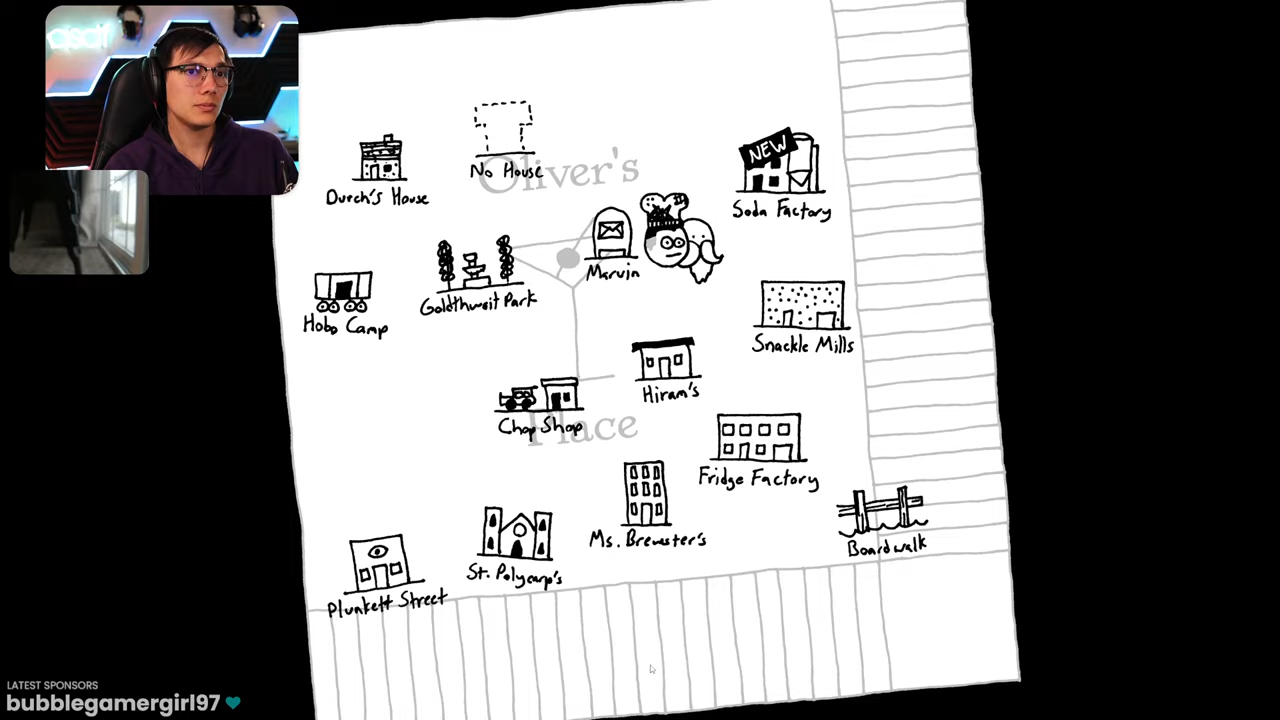 asdf
No House
Durch's House
Oliver's
NEW
Soda Factory
Marvin
Goldthwait Park
Hobo Camp
Snackle Mills
Hiram's
Chop Shop
Place
Fridge Factory
Ms. Brewster's
Boardwalk
St. Polycarp's
Plunkett Street
LATEST SPONSORS
bubblegamergirl97